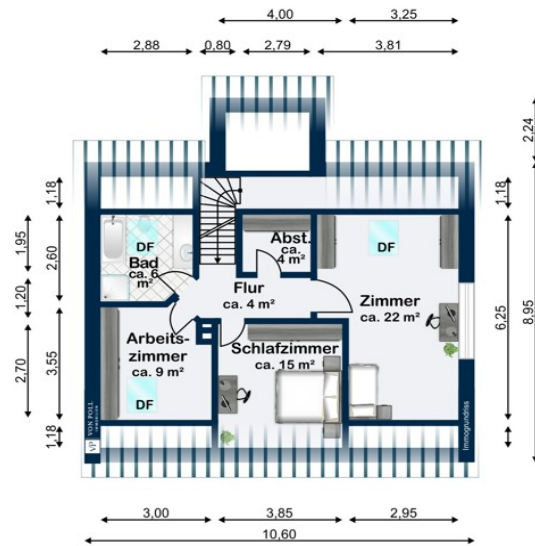 4,00 3,25
2,88 0,80 2,79 3,81
2,24
1,18 1,18
1,95 2,60
1,20
2,70 3,55
1,18
6,25 8,95
DF
Bad
ca. 6
m²
Abst.
ca.
4 m²
DF
Flur
ca. 4 m²
Zimmer
ca. 22 m²
Arbeits-
zimmer
ca. 9 m²
DF
Schlafzimmer
ca. 15 m²
VON POLL
VP
Immogrundriss
3,00 3,85 2,95
10,60